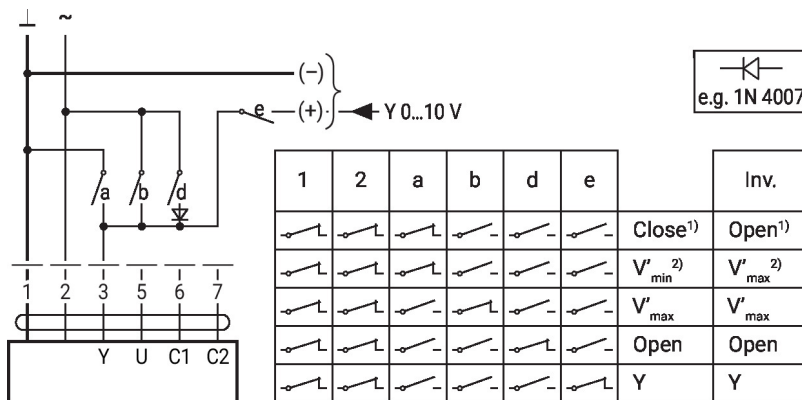 ⊥ ~
(–)
e (+) Y 0...10 V
e.g. 1N 4007
a b d
1 2 a b d e Inv.
Close¹⁾ Open¹⁾
V'min²⁾ V'max²⁾
V'max V'max
Open Open
Y Y
1 2 3 5 6 7
Y U C1 C2